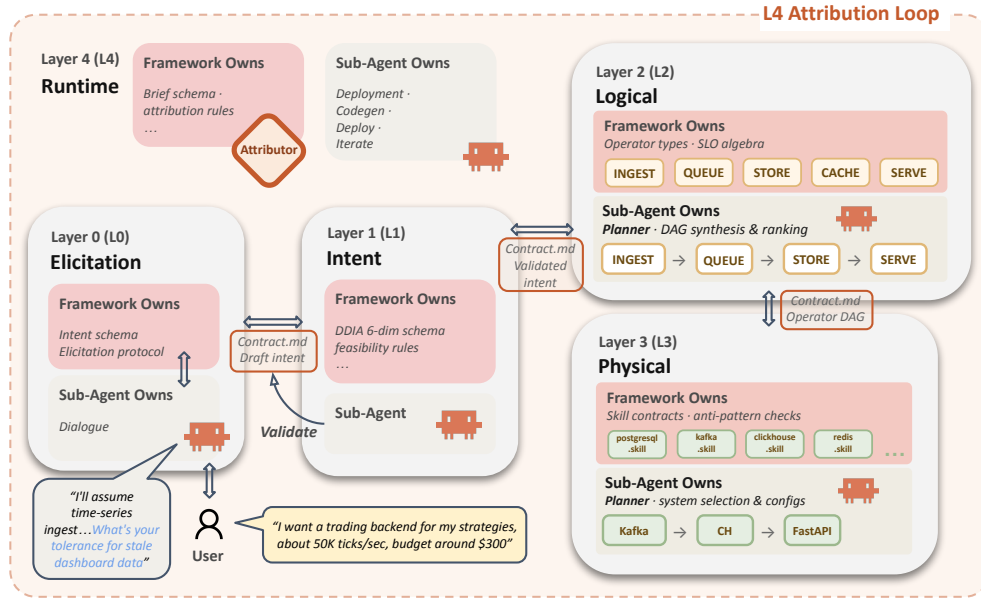 L4 Attribution Loop
Layer 4 (L4)
Runtime
Framework Owns
Brief schema ·
attribution rules
...
Attributor
Sub-Agent Owns
Deployment ·
Codegen ·
Deploy ·
Iterate
Layer 0 (L0)
Elicitation
Framework Owns
Intent schema
Elicitation protocol
Sub-Agent Owns
Dialogue
Contract.md
Draft intent
Validate
Layer 1 (L1)
Intent
Framework Owns
DDIA 6-dim schema
feasibility rules
...
Sub-Agent
Contract.md
Validated
intent
Layer 2 (L2)
Logical
Framework Owns
Operator types · SLO algebra
INGEST QUEUE STORE CACHE SERVE
Sub-Agent Owns
Planner · DAG synthesis & ranking
INGEST → QUEUE → STORE → SERVE
Contract.md
Operator DAG
Layer 3 (L3)
Physical
Framework Owns
Skill contracts · anti-pattern checks
postgresql
.skill
kafka
.skill
clickhouse
.skill
redis
.skill
...
Sub-Agent Owns
Planner · system selection & configs
Kafka → CH → FastAPI
“I'll assume
time-series
ingest...What's your
tolerance for stale
dashboard data”
User
“I want a trading backend for my strategies,
about 50K ticks/sec, budget around $300”